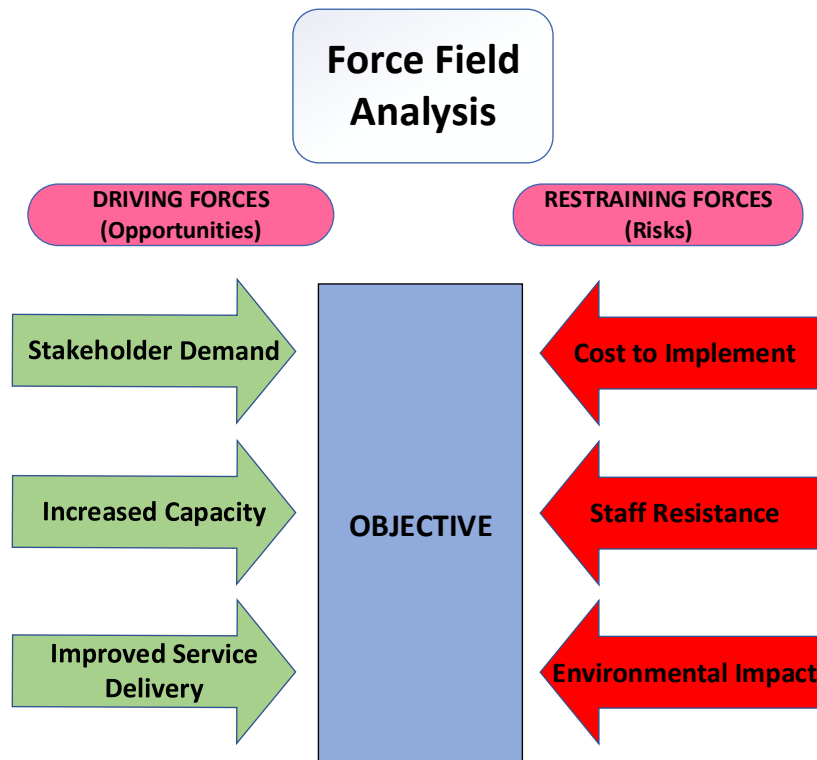 Force Field
Analysis
DRIVING FORCES
(Opportunities)
RESTRAINING FORCES
(Risks)
Stakeholder Demand
Cost to Implement
Increased Capacity
OBJECTIVE
Staff Resistance
Improved Service
Delivery
Environmental Impact